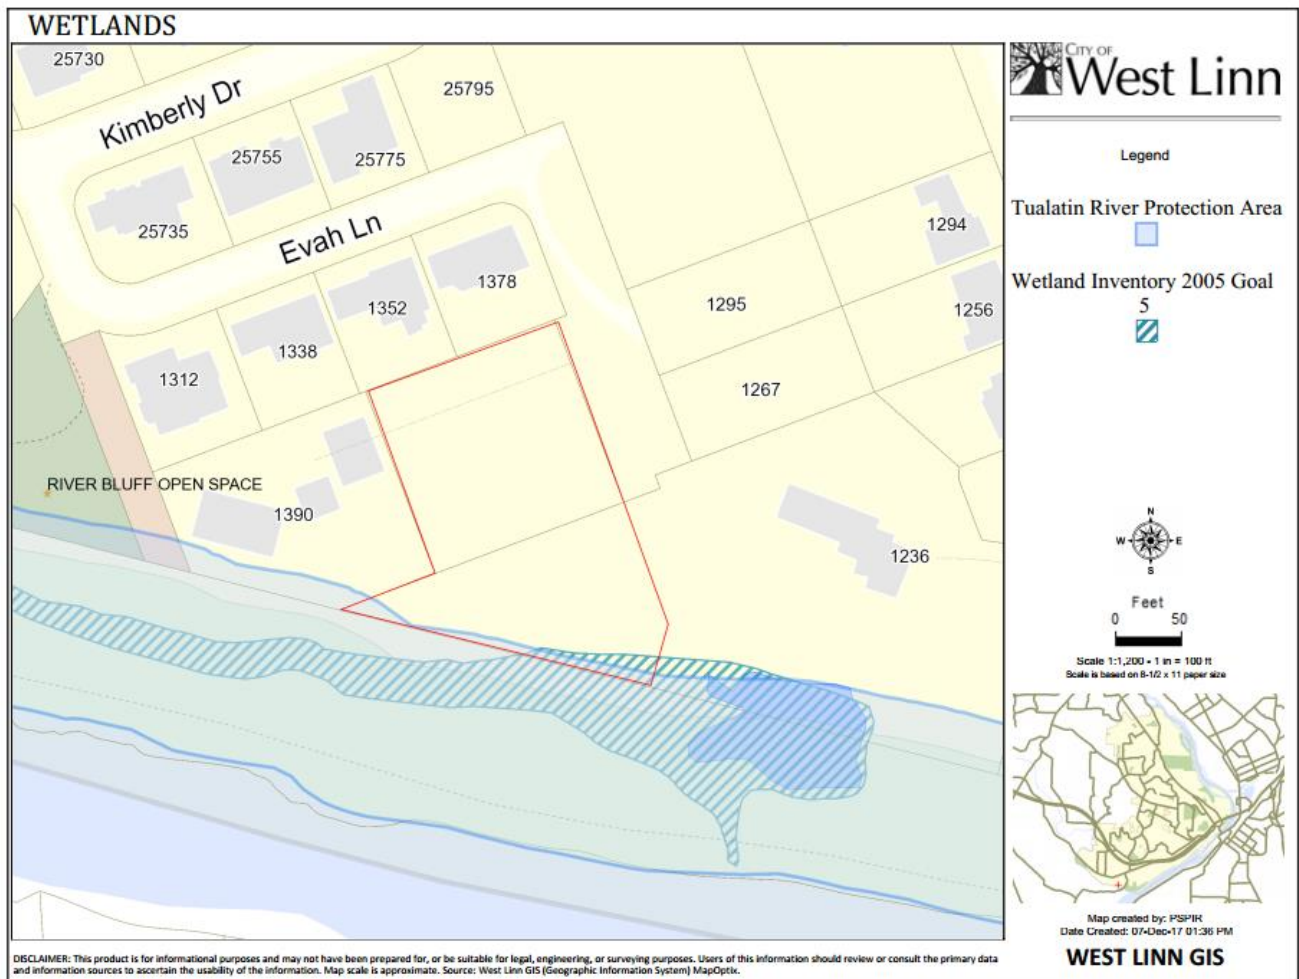 WETLANDS
25730
Kimberly Dr
25795
25755
25775
25735
Evah Ln
1294
1378
1352
1295
1256
1338
1312
1267
RIVER BLUFF OPEN SPACE
1390
1236
CITY OF
West Linn
Legend
Tualatin River Protection Area
Wetland Inventory 2005 Goal
5
N
W E
S
Feet
0 50
Scale 1:1,200 - 1 in = 100 ft
Scale is based on 8-1/2 x 11 paper size
Map created by: PSPIR
Date Created: 07-Dec-17 01:36 PM
WEST LINN GIS
DISCLAIMER: This product is for informational purposes and may not have been prepared for, or be suitable for legal, engineering, or surveying purposes. Users of this information should review or consult the primary data
and information sources to ascertain the usability of the information. Map scale is approximate. Source: West Linn GIS (Geographic Information System) MapOptix.